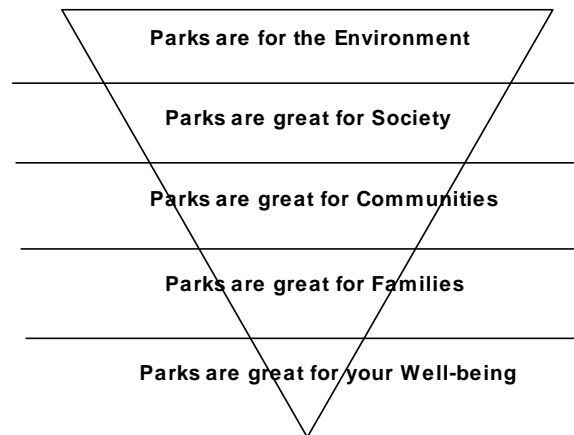 Parks are for the Environment
Parks are great for Society
Parks are great for Communities
Parks are great for Families
Parks are great for your Well-being